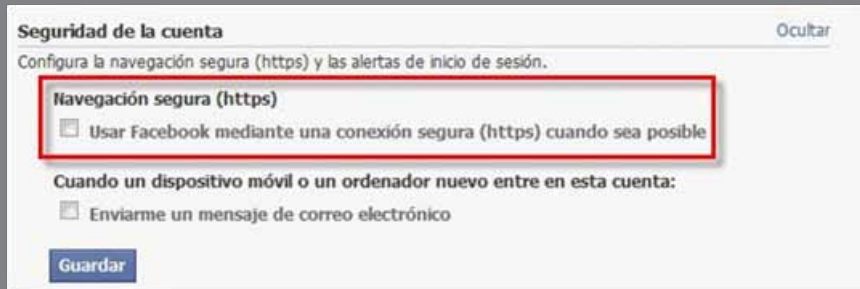 Seguridad de la cuenta Ocultar
Configura la navegación segura (https) y las alertas de inicio de sesión.
Navegación segura (https)
Usar Facebook mediante una conexión segura (https) cuando sea posible
Cuando un dispositivo móvil o un ordenador nuevo entre en esta cuenta:
Enviarme un mensaje de correo electrónico
Guardar